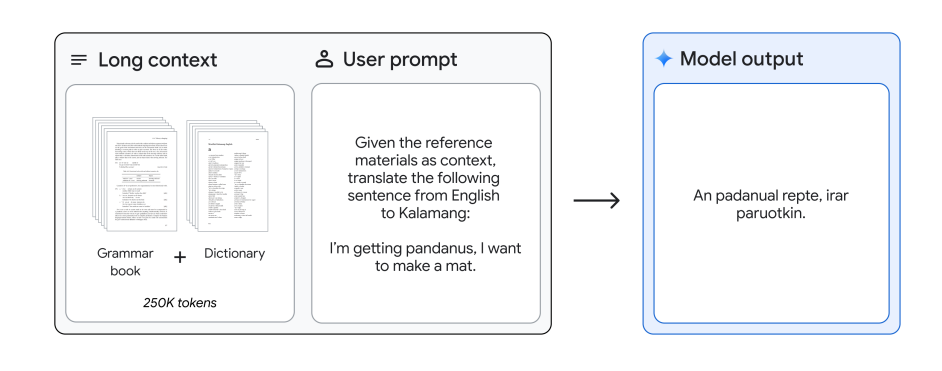 Long context
User prompt
Model output
Given the reference
materials as context,
translate the following
sentence from English
to Kalamang:
I'm getting pandanus, I want
to make a mat.
Grammar
book
+
Dictionary
250K tokens
An padanual repte, irar
paruotkin.